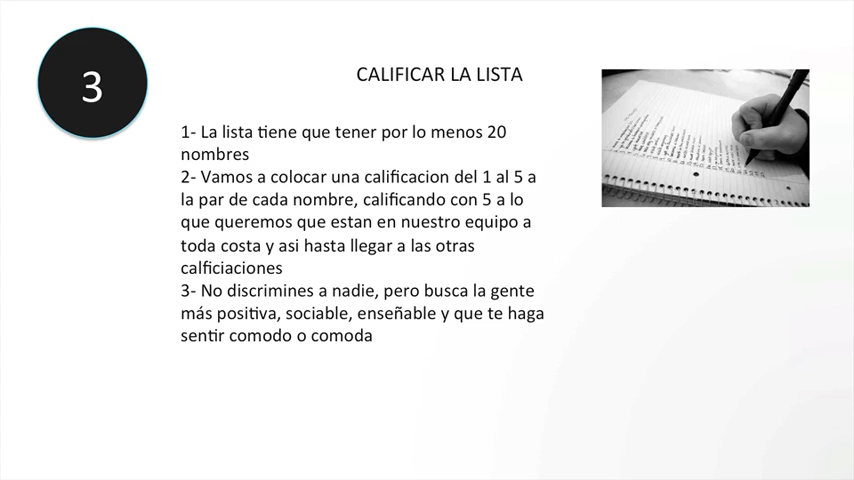 3
CALIFICAR LA LISTA
1- La lista tiene que tener por lo menos 20
nombres
2- Vamos a colocar una calificacion del 1 al 5 a
la par de cada nombre, calificando con 5 a lo
que queremos que estan en nuestro equipo a
toda costa y asi hasta llegar a las otras
calficiaciones
3- No discrimines a nadie, pero busca la gente
más positiva, sociable, enseñable y que te haga
sentir comodo o comoda